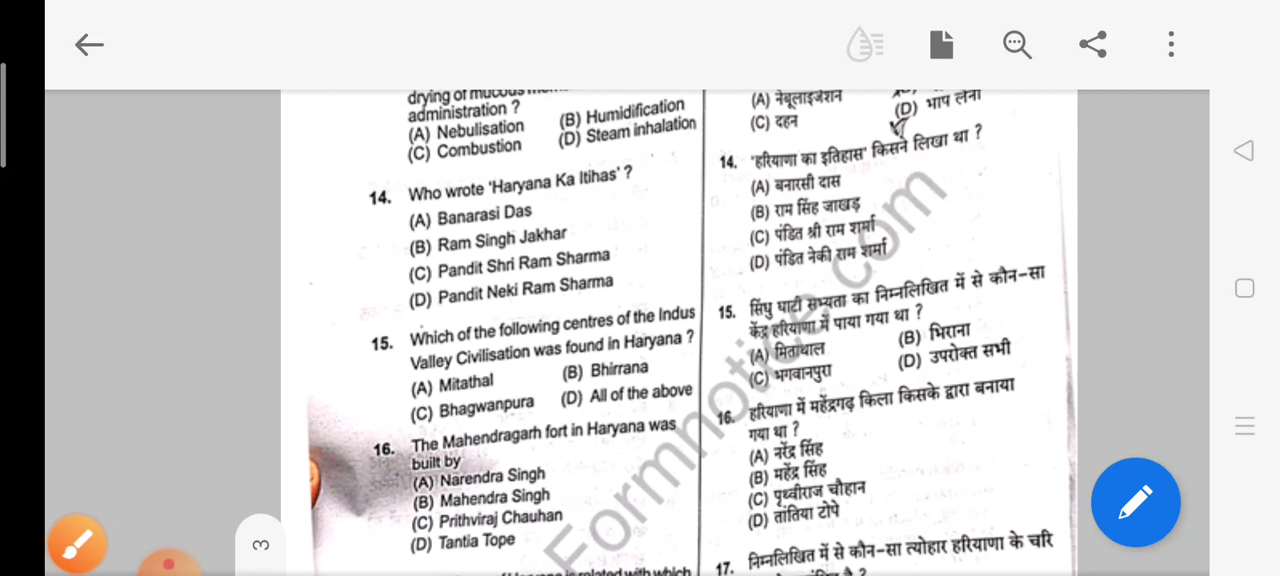 drying of mucous
administration ?
(A) Nebulisation (B) Humidification
(C) Combustion (D) Steam inhalation
14. Who wrote 'Haryana Ka Itihas' ?
(A) Banarasi Das
(B) Ram Singh Jakhar
(C) Pandit Shri Ram Sharma
(D) Pandit Neki Ram Sharma
15. Which of the following centres of the Indus
Valley Civilisation was found in Haryana ?
(A) Mitathal (B) Bhirrana
(C) Bhagwanpura (D) All of the above
16. The Mahendragarh fort in Haryana was
built by
(A) Narendra Singh
(B) Mahendra Singh
(C) Prithviraj Chauhan
(D) Tantia Tope
is related with which
(A) नेबूलाइजेशन
(C) दहन (D) भाप लेना
14. 'हरियाणा का इतिहास' किसने लिखा था ?
(A) बनारसी दास
(B) राम सिंह जाखड़
(C) पंडित श्री राम शर्मा
(D) पंडित नेकी राम शर्मा
15. सिंधु घाटी सभ्यता का निम्नलिखित में से कौन-सा
केंद्र हरियाणा में पाया गया था ?
(A) मिताथाल (B) भिराना
(C) भगवानपुरा (D) उपरोक्त सभी
16. हरियाणा में महेंद्रगढ़ किला किसके द्वारा बनाया
गया था ?
(A) नरेंद्र सिंह
(B) महेंद्र सिंह
(C) पृथ्वीराज चौहान
(D) तांतिया टोपे
17. निम्नलिखित में से कौन-सा त्योहार हरियाणा के चरि
Formnotice.com
3